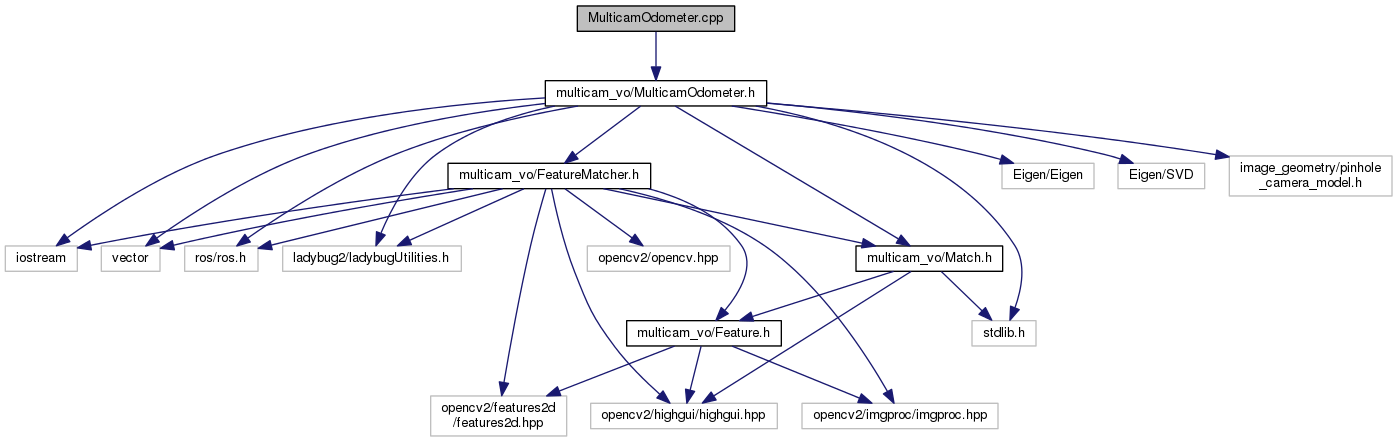 MulticamOdometer.cpp
multicam_vo/MulticamOdometer.h
multicam_vo/FeatureMatcher.h
Eigen/Eigen
Eigen/SVD
image_geometry/pinhole
_camera_model.h
iostream
vector
ros/ros.h
ladybug2/ladybugUtilities.h
opencv2/opencv.hpp
multicam_vo/Match.h
multicam_vo/Feature.h
stdlib.h
opencv2/features2d
/features2d.hpp
opencv2/highgui/highgui.hpp
opencv2/imgproc/imgproc.hpp